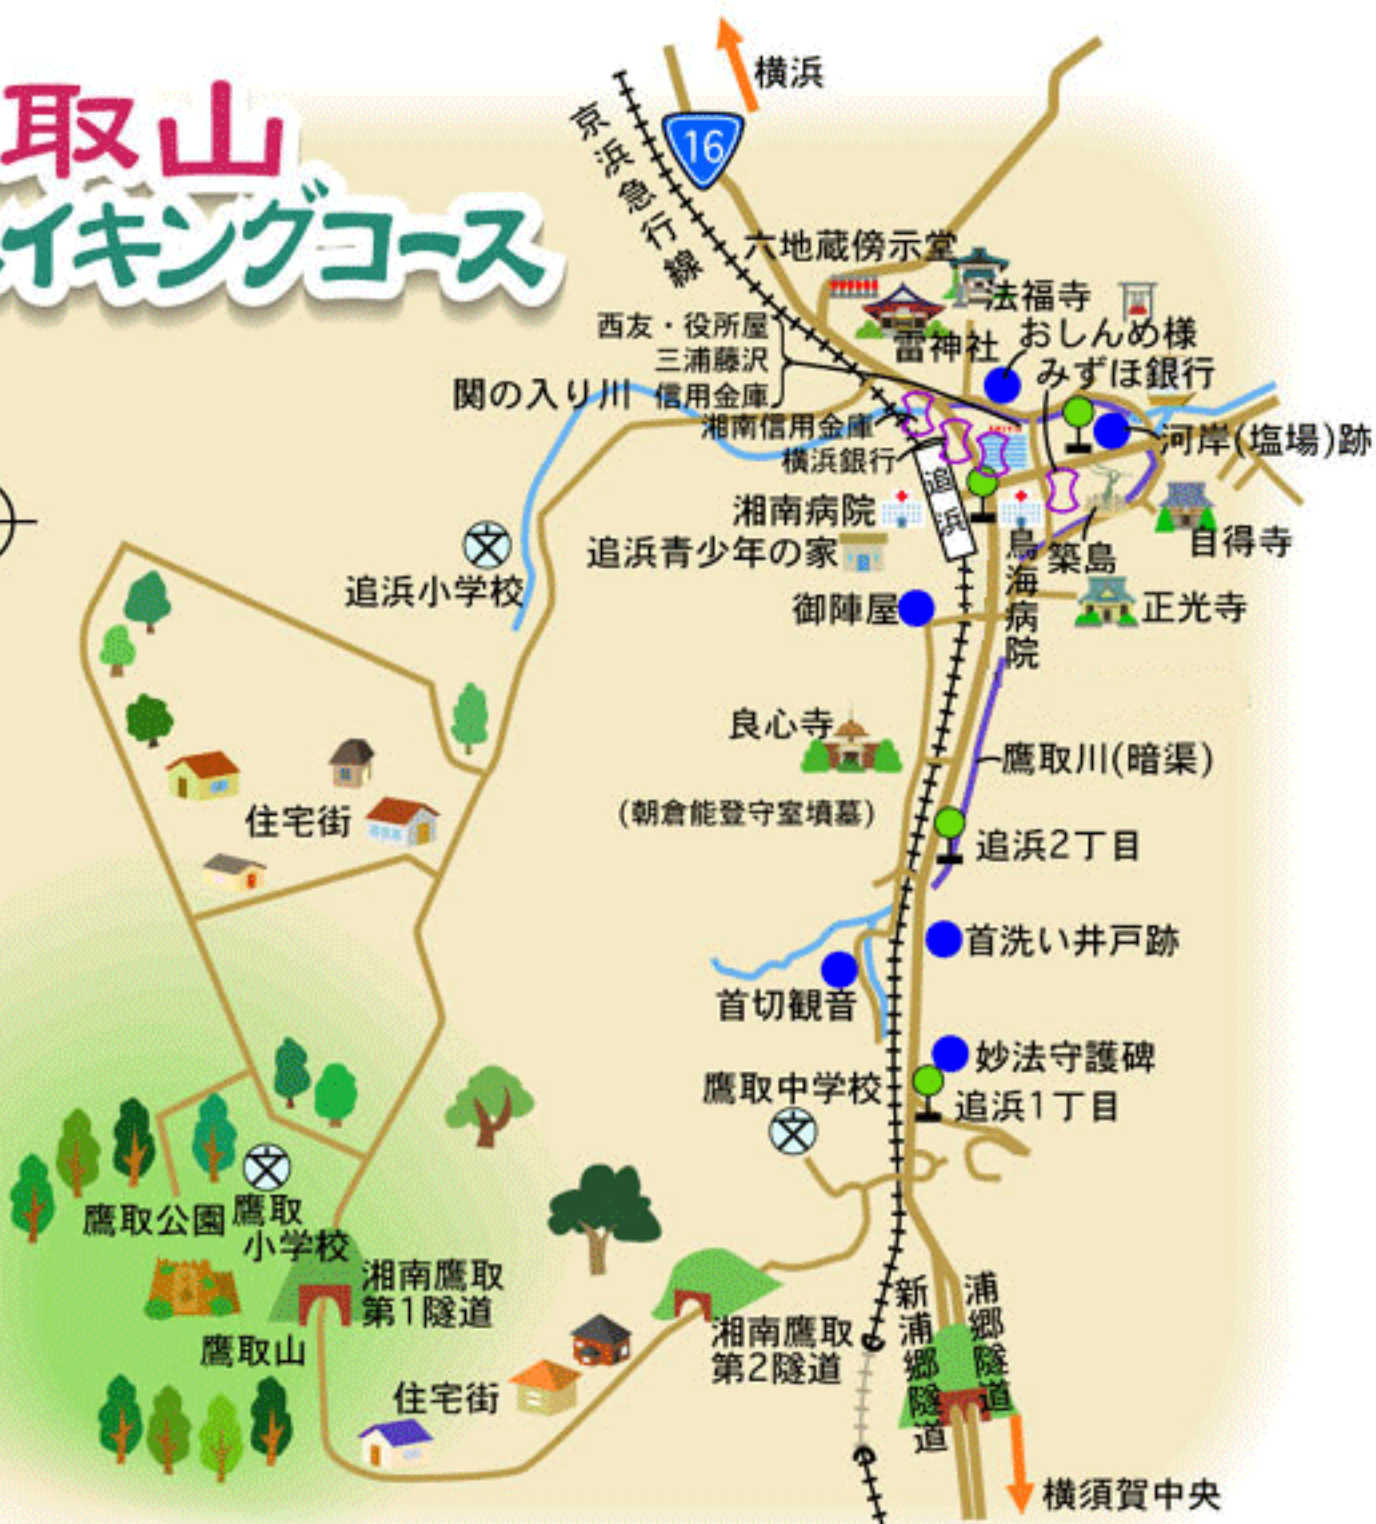 取山
イキングコース
横浜
16
京浜急行線
六地蔵傍示堂
法福寺
西友・役所屋
三浦藤沢
信用金庫
雷神社
おしんめ様
みずほ銀行
関の入り川
湘南信用金庫
横浜銀行
河岸(塩場)跡
追浜
湘南病院
追浜青少年の家
鳥海病院
築島
自得寺
追浜小学校
御陣屋
正光寺
良心寺
鷹取川(暗渠)
(朝倉能登守室墳墓)
住宅街
追浜2丁目
首洗い井戸跡
首切観音
妙法守護碑
鷹取中学校
追浜1丁目
鷹取公園
鷹取
小学校
湘南鷹取
第1隧道
鷹取山
湘南鷹取
第2隧道
新浦郷隧道
浦郷隧道
住宅街
横須賀中央